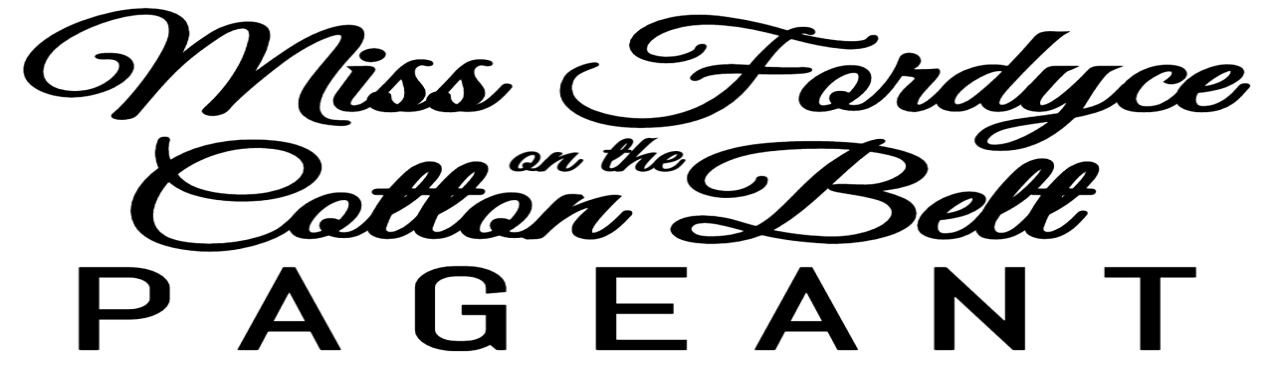 Miss Fordyce
on the
Cotton Belt
PAGEANT